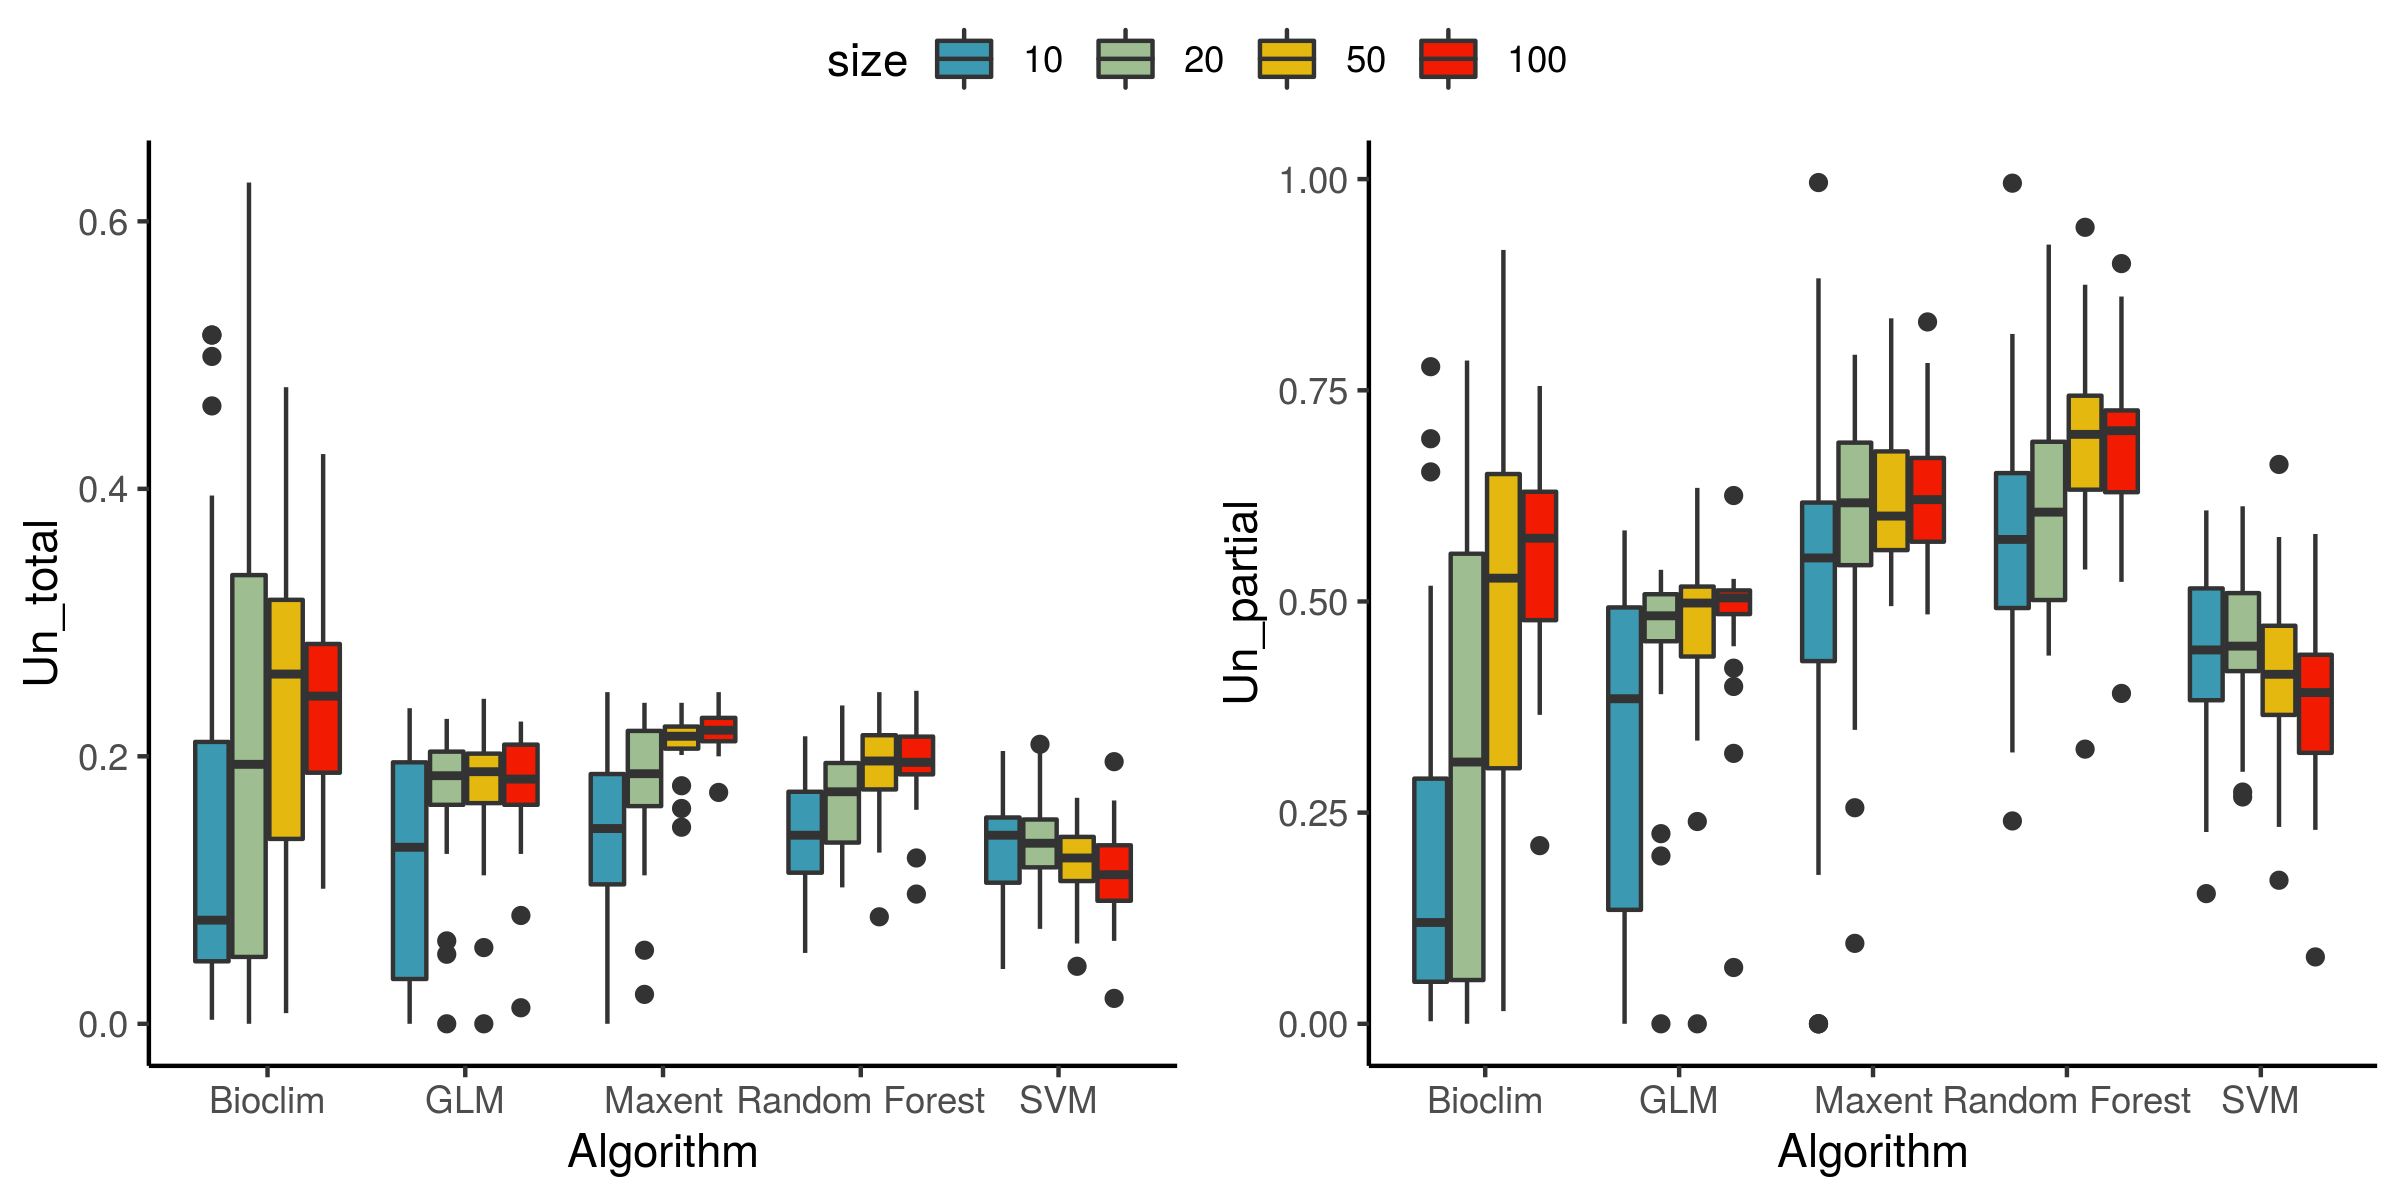 size 10 20 50 100
Un_total
0.6
0.4
0.2
0.0
Bioclim GLM Maxent Random Forest SVM
Algorithm
Un_partial
1.00
0.75
0.50
0.25
0.00
Bioclim GLM Maxent Random Forest SVM
Algorithm